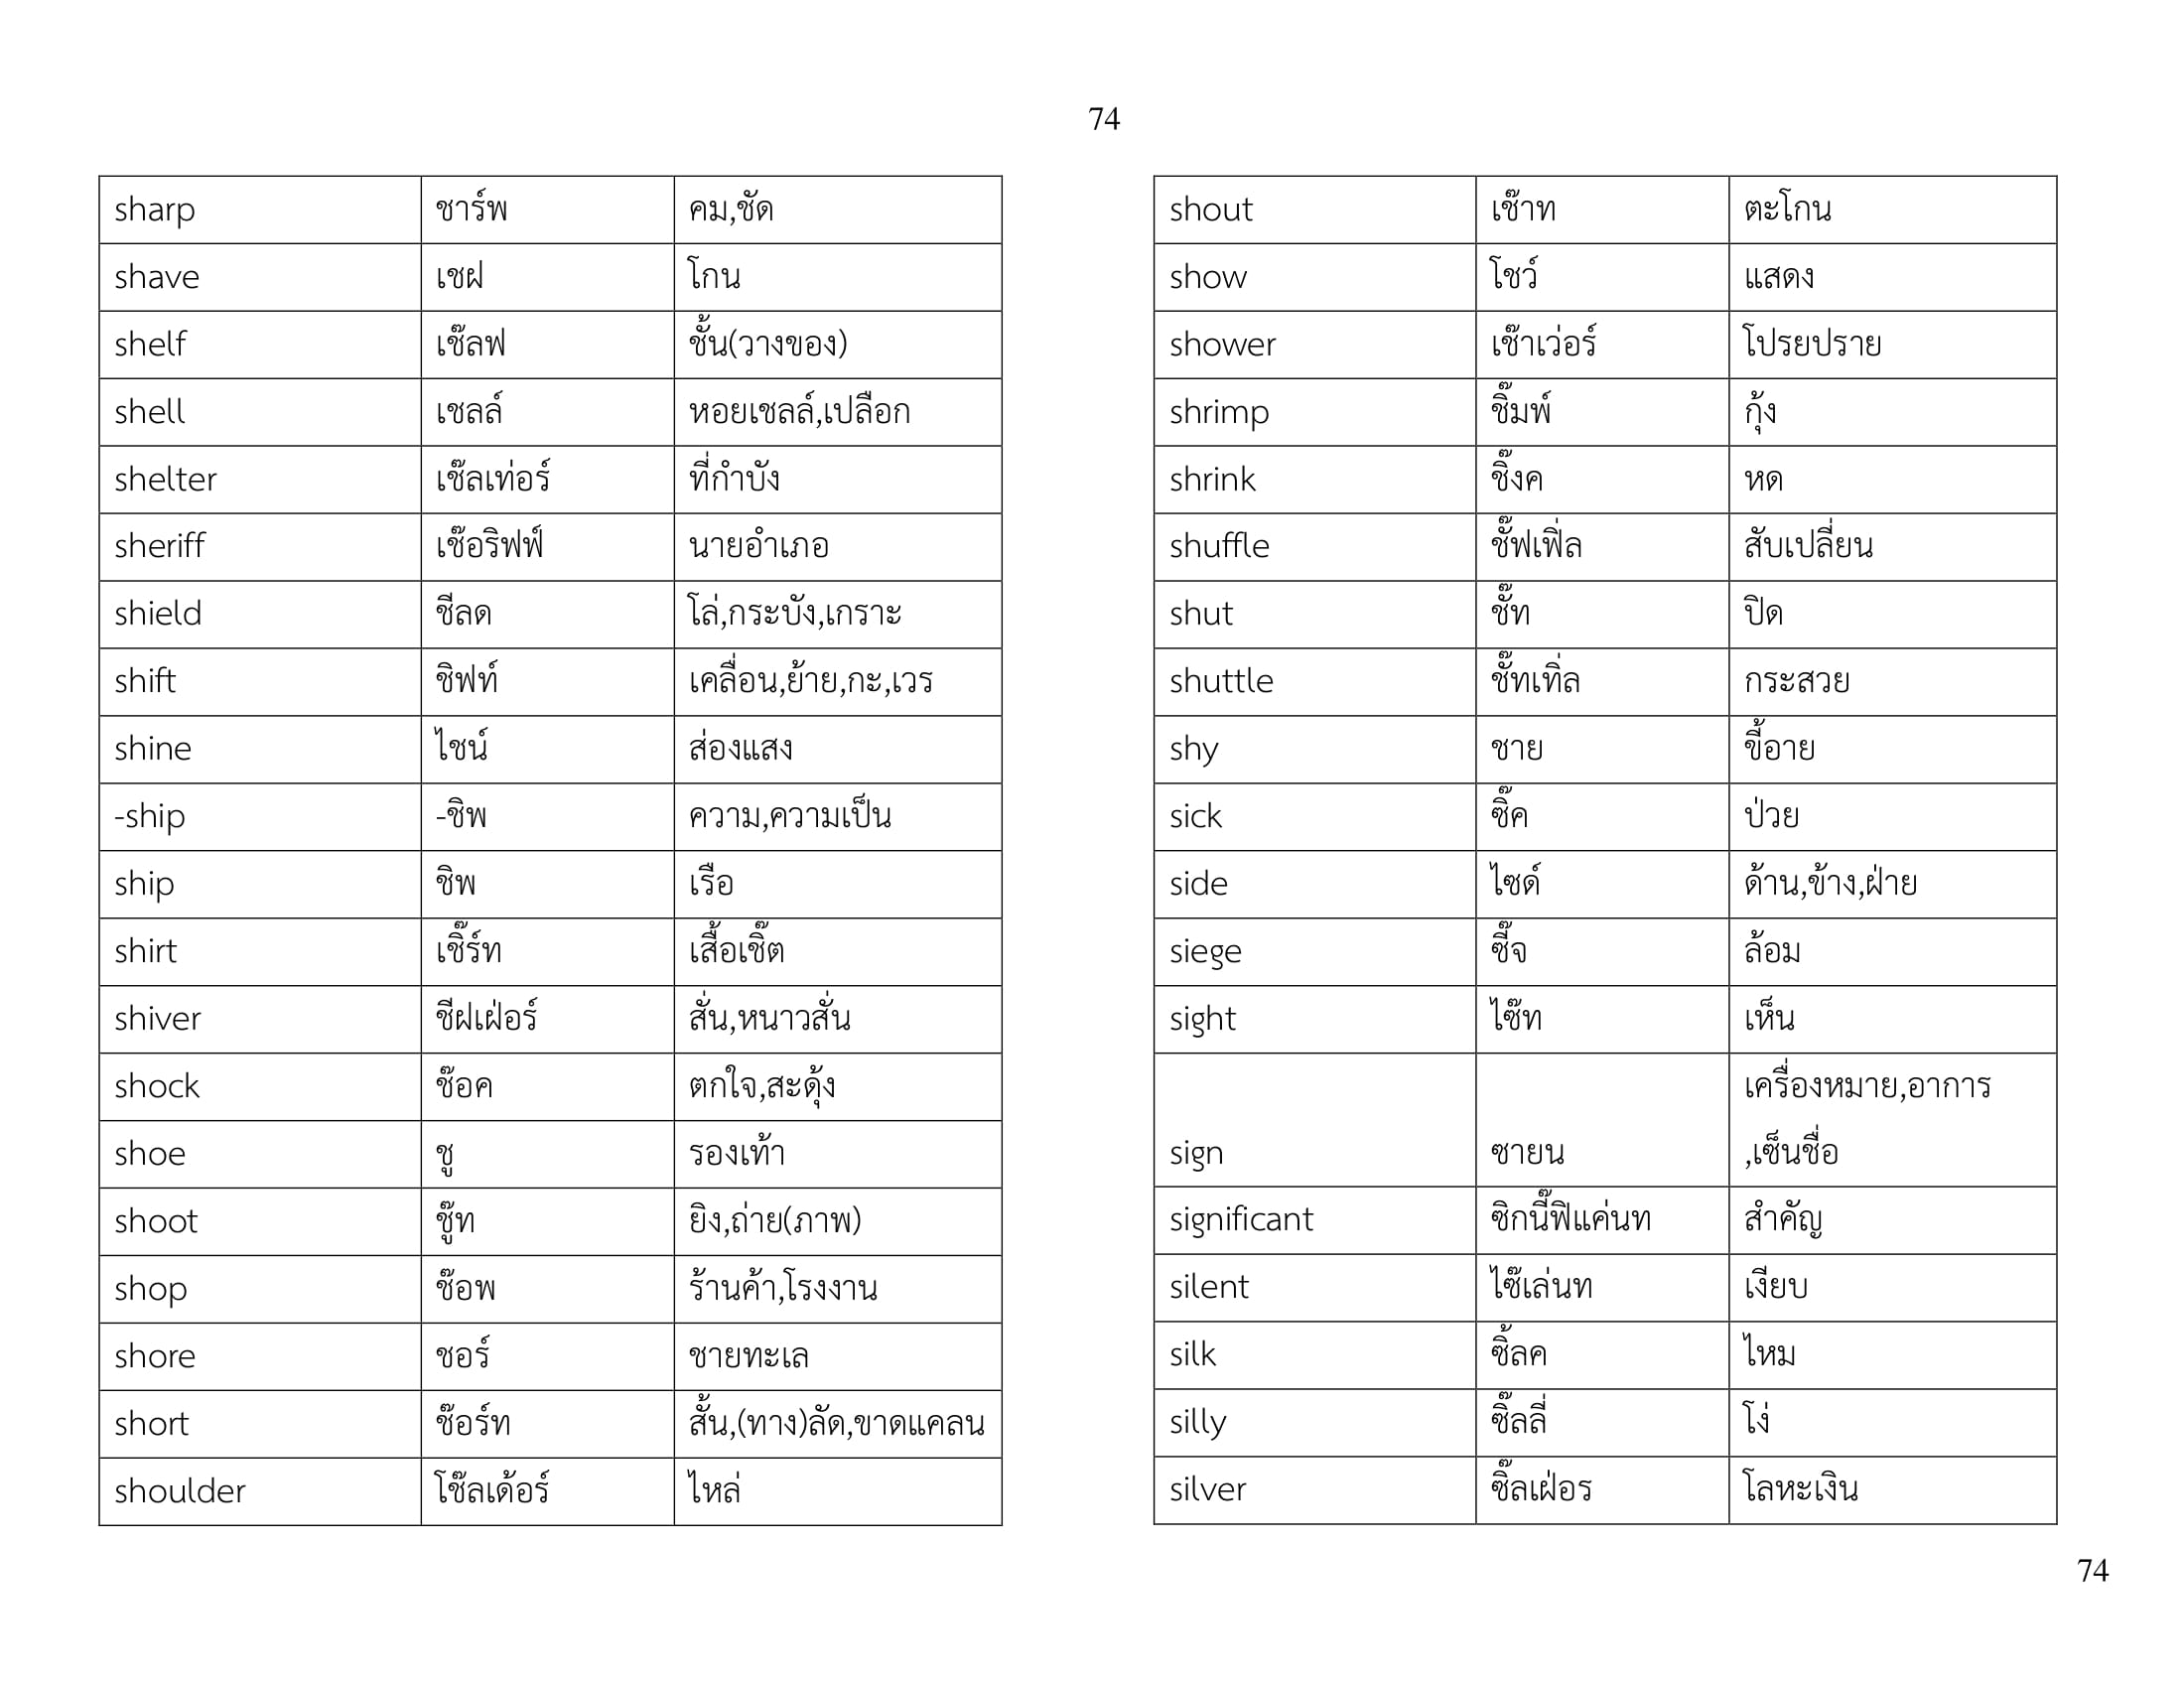 74
sharp ชาร์พ คม,ชัด
shave เชฝ โกน
shelf เช๊ลฟ ชั้น(วางของ)
shell เชลล์ หอยเชลล์,เปลือก
shelter เช๊ลเท่อร์ ที่กำบัง
sheriff เช๊อริฟฟ์ นายอำเภอ
shield ชีลด โล่,กระบัง,เกราะ
shift ชิฟท์ เคลื่อน,ย้าย,กะ,เวร
shine ไชน์ ส่องแสง
-ship -ชิพ ความ,ความเป็น
ship ชิพ เรือ
shirt เชิ๊ร์ท เสื้อเชิ๊ต
shiver ชีฝเฝ่อร์ สั่น,หนาวสั่น
shock ช๊อค ตกใจ,สะดุ้ง
shoe ชู รองเท้า
shoot ชู๊ท ยิง,ถ่าย(ภาพ)
shop ช๊อพ ร้านค้า,โรงงาน
shore ชอร์ ชายทะเล
short ช๊อร์ท สั้น,(ทาง)ลัด,ขาดแคลน
shoulder โช๊ลเด้อร์ ไหล่
shout เช๊าท ตะโกน
show โชว์ แสดง
shower เช๊าเว่อร์ โปรยปราย
shrimp ชิ๊มพ์ กุ้ง
shrink ชิ๊งค หด
shuffle ชั๊ฟเฟิ่ล สับเปลี่ยน
shut ชั๊ท ปิด
shuttle ชั๊ทเทิ่ล กระสวย
shy ชาย ขี้อาย
sick ซิ๊ค ป่วย
side ไซด์ ด้าน,ข้าง,ฝ่าย
siege ซี๊จ ล้อม
sight ไซ๊ท เห็น
เครื่องหมาย,อาการ
sign ซายน ,เซ็นชื่อ
significant ซิกนี๊ฟิแค่นท สำคัญ
silent ไซ๊เล่นท เงียบ
silk ซิ้ลค ไหม
silly ซิ๊ลลี่ โง่
silver ซิ๊ลเฝ่อร โลหะเงิน
74